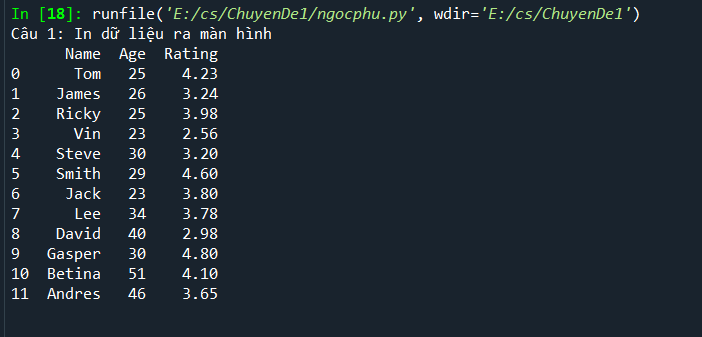 In [18]: runfile('E:/cs/ChuyenDe1/ngocphu.py', wdir='E:/cs/ChuyenDe1')
Câu 1: In dữ liệu ra màn hình
Name Age Rating
0 Tom 25 4.23
1 James 26 3.24
2 Ricky 25 3.98
3 Vin 23 2.56
4 Steve 30 3.20
5 Smith 29 4.60
6 Jack 23 3.80
7 Lee 34 3.78
8 David 40 2.98
9 Gasper 30 4.80
10 Betina 51 4.10
11 Andres 46 3.65